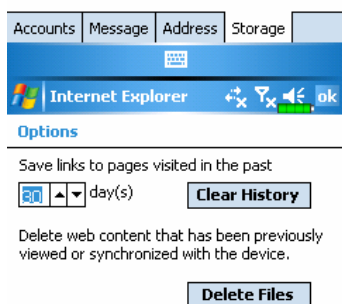 Accounts Message Address Storage
Internet Explorer ok
Options
Save links to pages visited in the past
30 day(s) Clear History
Delete web content that has been previously
viewed or synchronized with the device.
Delete Files